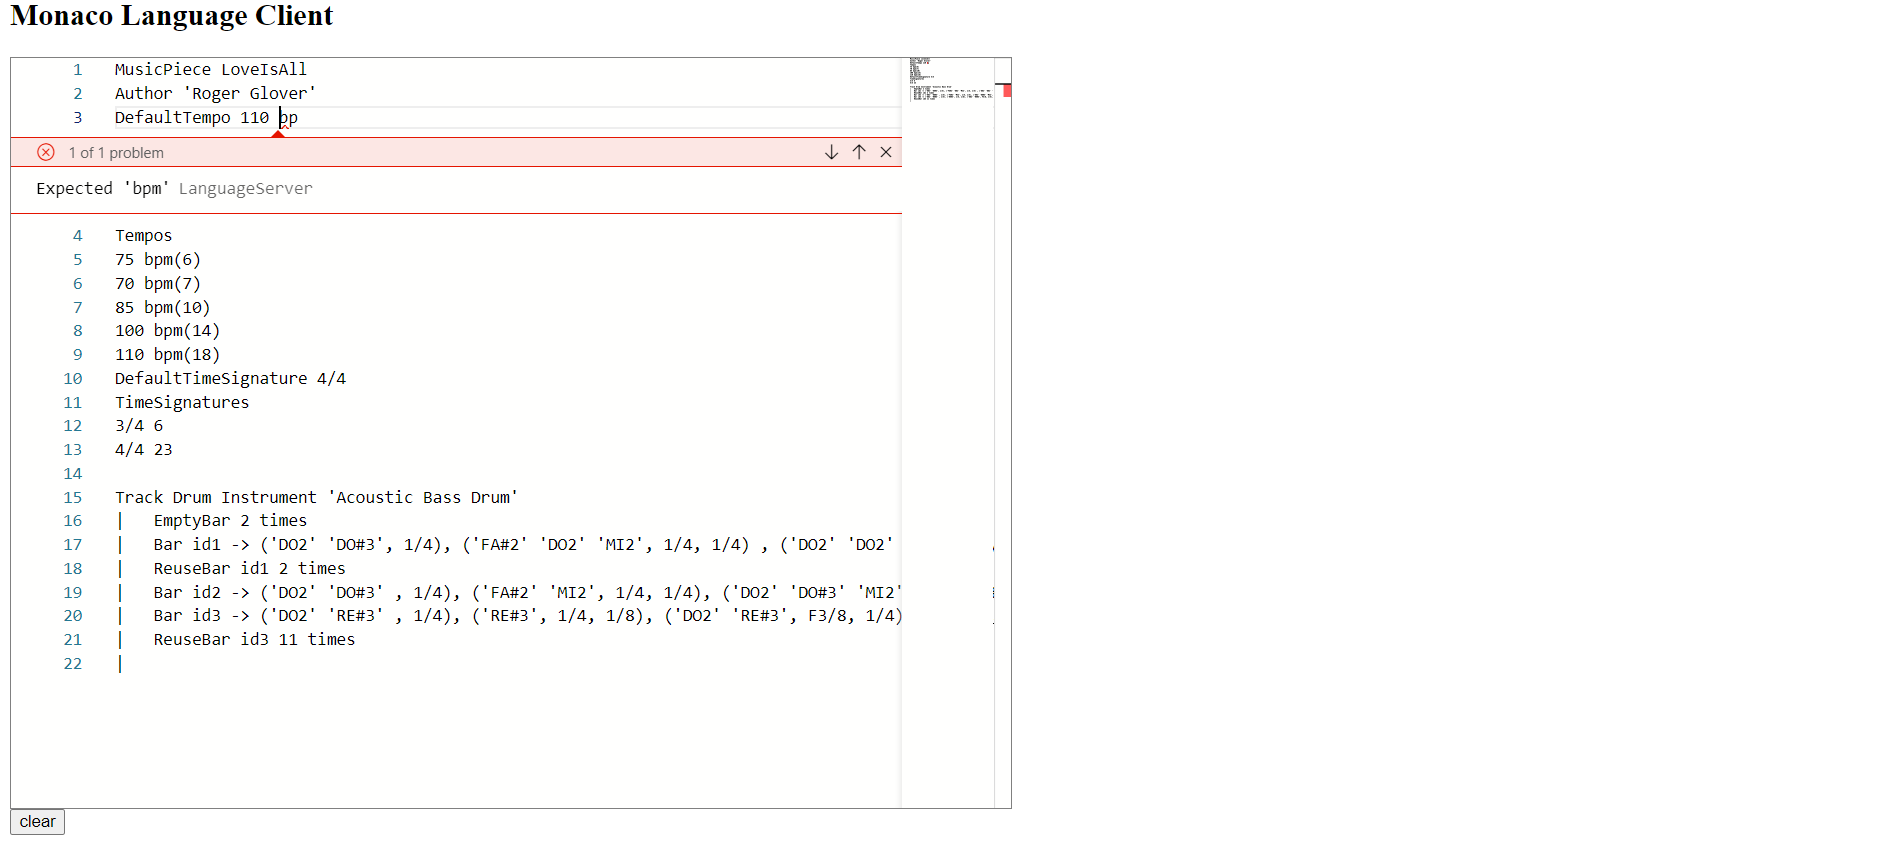 Monaco Language Client
1 MusicPiece LoveIsAll
2 Author 'Roger Glover'
3 DefaultTempo 110 bp
1 of 1 problem
Expected 'bpm' LanguageServer
4 Tempos
5 75 bpm(6)
6 70 bpm(7)
7 85 bpm(10)
8 100 bpm(14)
9 110 bpm(18)
10 DefaultTimeSignature 4/4
11 TimeSignatures
12 3/4 6
13 4/4 23
14
15 Track Drum Instrument 'Acoustic Bass Drum'
16 | EmptyBar 2 times
17 | Bar id1 -> ('DO2' 'DO#3', 1/4), ('FA#2' 'DO2' 'MI2', 1/4, 1/4) , ('DO2' 'DO2'
18 | ReuseBar id1 2 times
19 | Bar id2 -> ('DO2' 'DO#3' , 1/4), ('FA#2' 'MI2', 1/4, 1/4), ('DO2' 'DO#3' 'MI2'
20 | Bar id3 -> ('DO2' 'RE#3' , 1/4), ('RE#3', 1/4, 1/8), ('DO2' 'RE#3', F3/8, 1/4)
21 | ReuseBar id3 11 times
22 |
clear